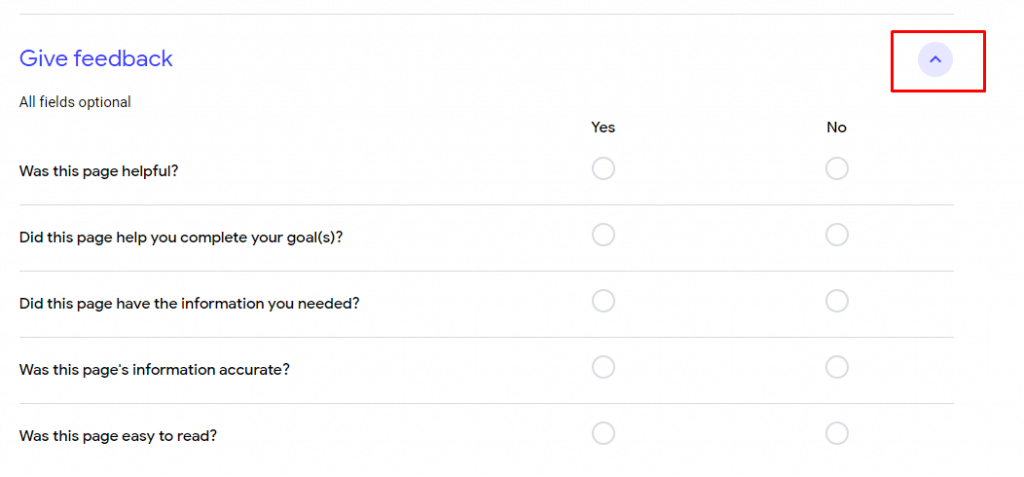 Give feedback
All fields optional
Yes No
Was this page helpful?
Did this page help you complete your goal(s)?
Did this page have the information you needed?
Was this page's information accurate?
Was this page easy to read?